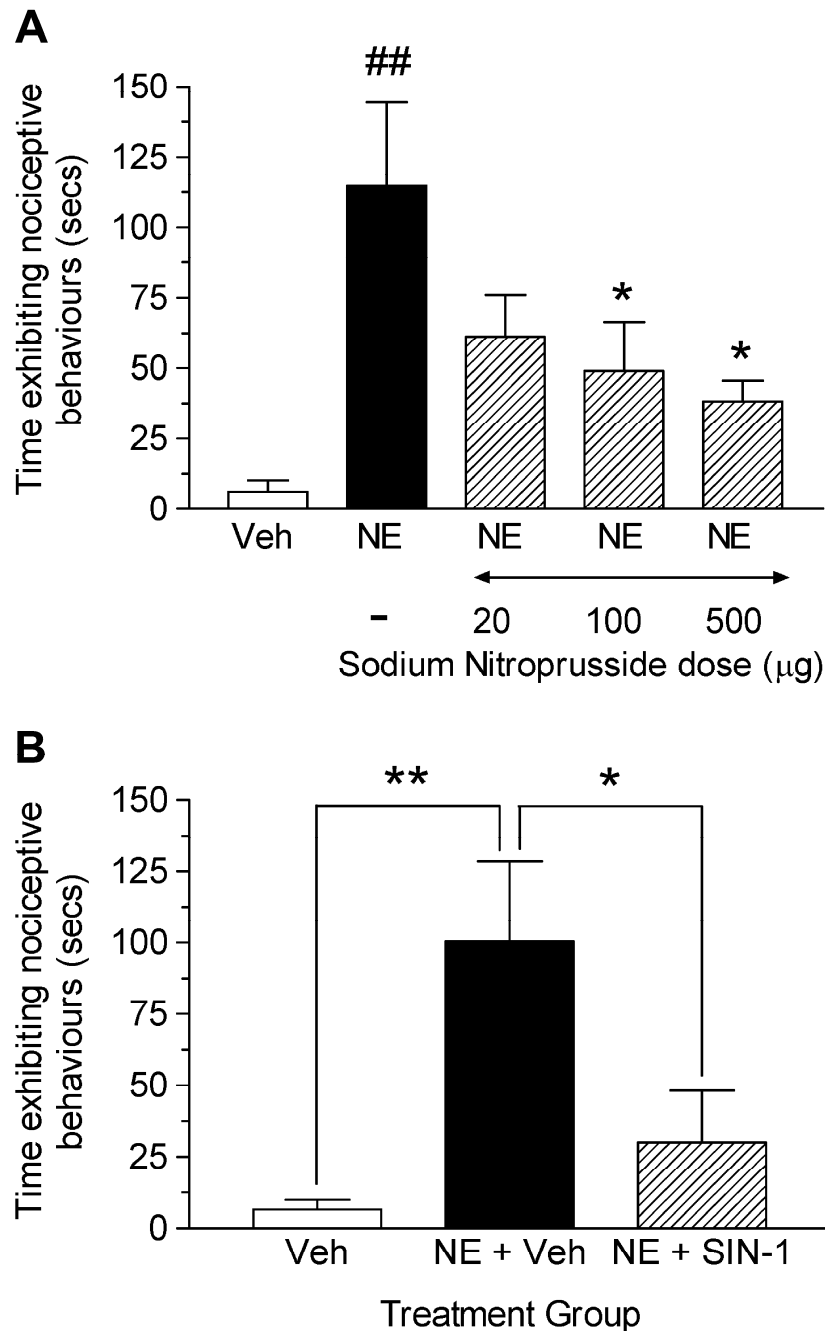 A
##
Time exhibiting nociceptive
behaviours (secs)
150
125
100
75
50
25
0
*
*
Veh NE NE NE NE
- 20 100 500
Sodium Nitroprusside dose (μg)
B
** *
Time exhibiting nociceptive
behaviours (secs)
150
125
100
75
50
25
0
Veh NE + Veh NE + SIN-1
Treatment Group